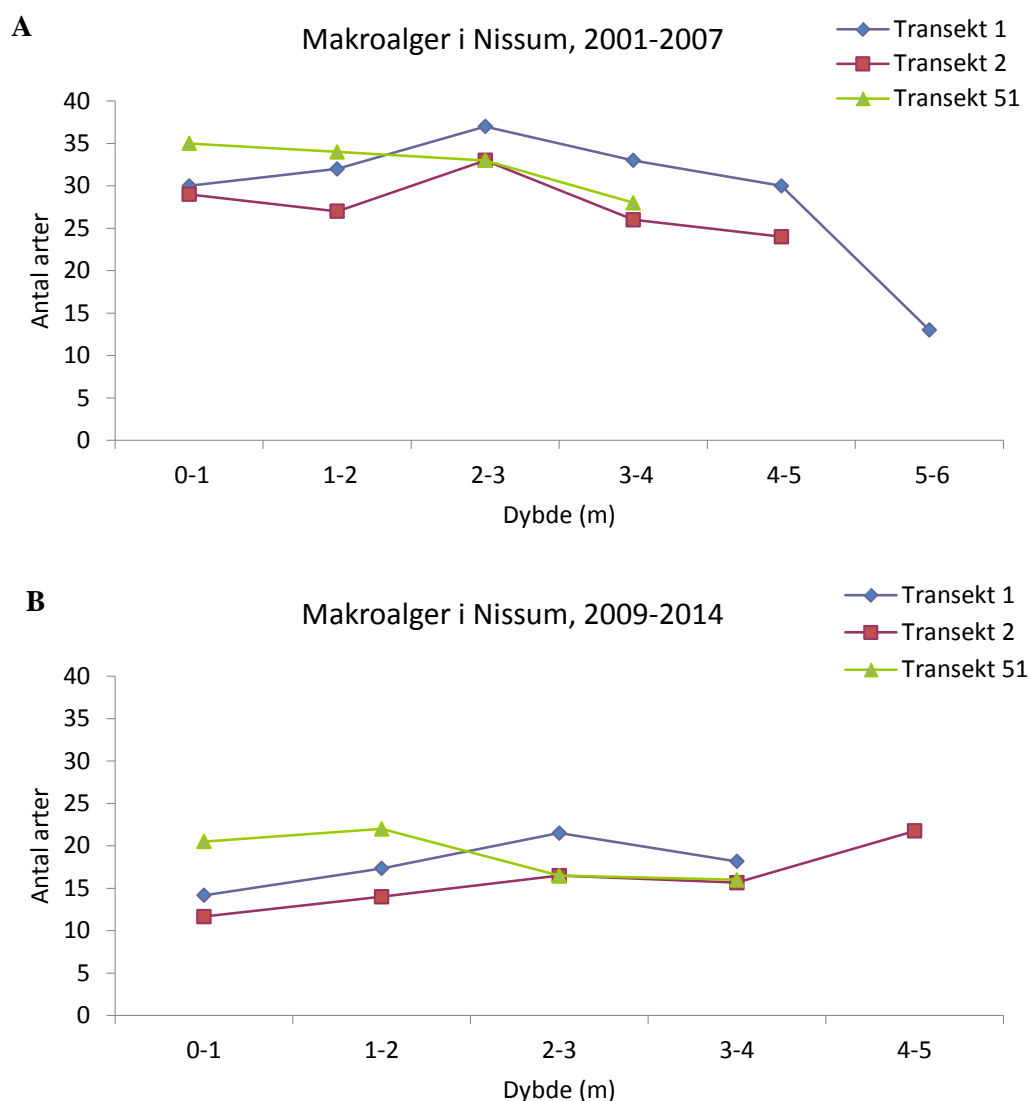 A
Makroalger i Nissum, 2001-2007
Transekt 1
Transekt 2
Transekt 51
Antal arter
40
35
30
25
20
15
10
5
0
0-1 1-2 2-3 3-4 4-5 5-6
Dybde (m)
B
Makroalger i Nissum, 2009-2014
Transekt 1
Transekt 2
Transekt 51
Antal arter
40
35
30
25
20
15
10
5
0
0-1 1-2 2-3 3-4 4-5
Dybde (m)